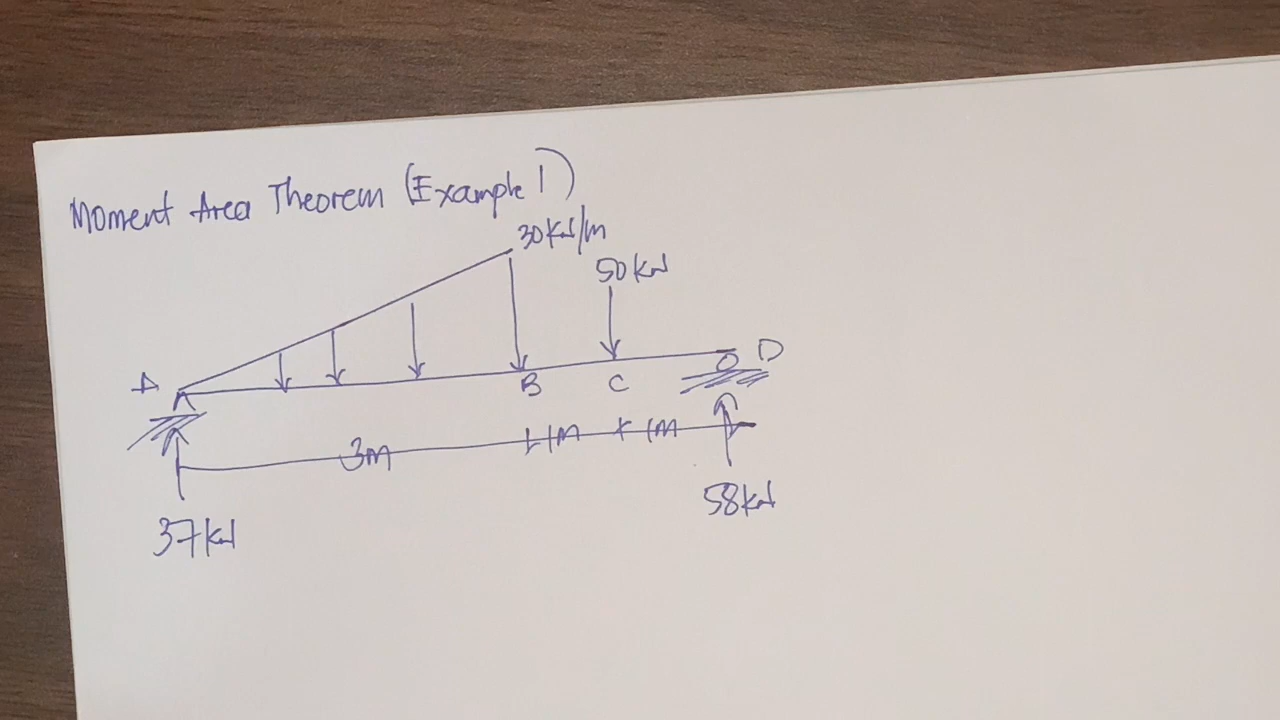 Moment Area Theorem (Example 1)
30kN/m
50kN
A
B
C
D
3m
1m
1m
37kN
58kN